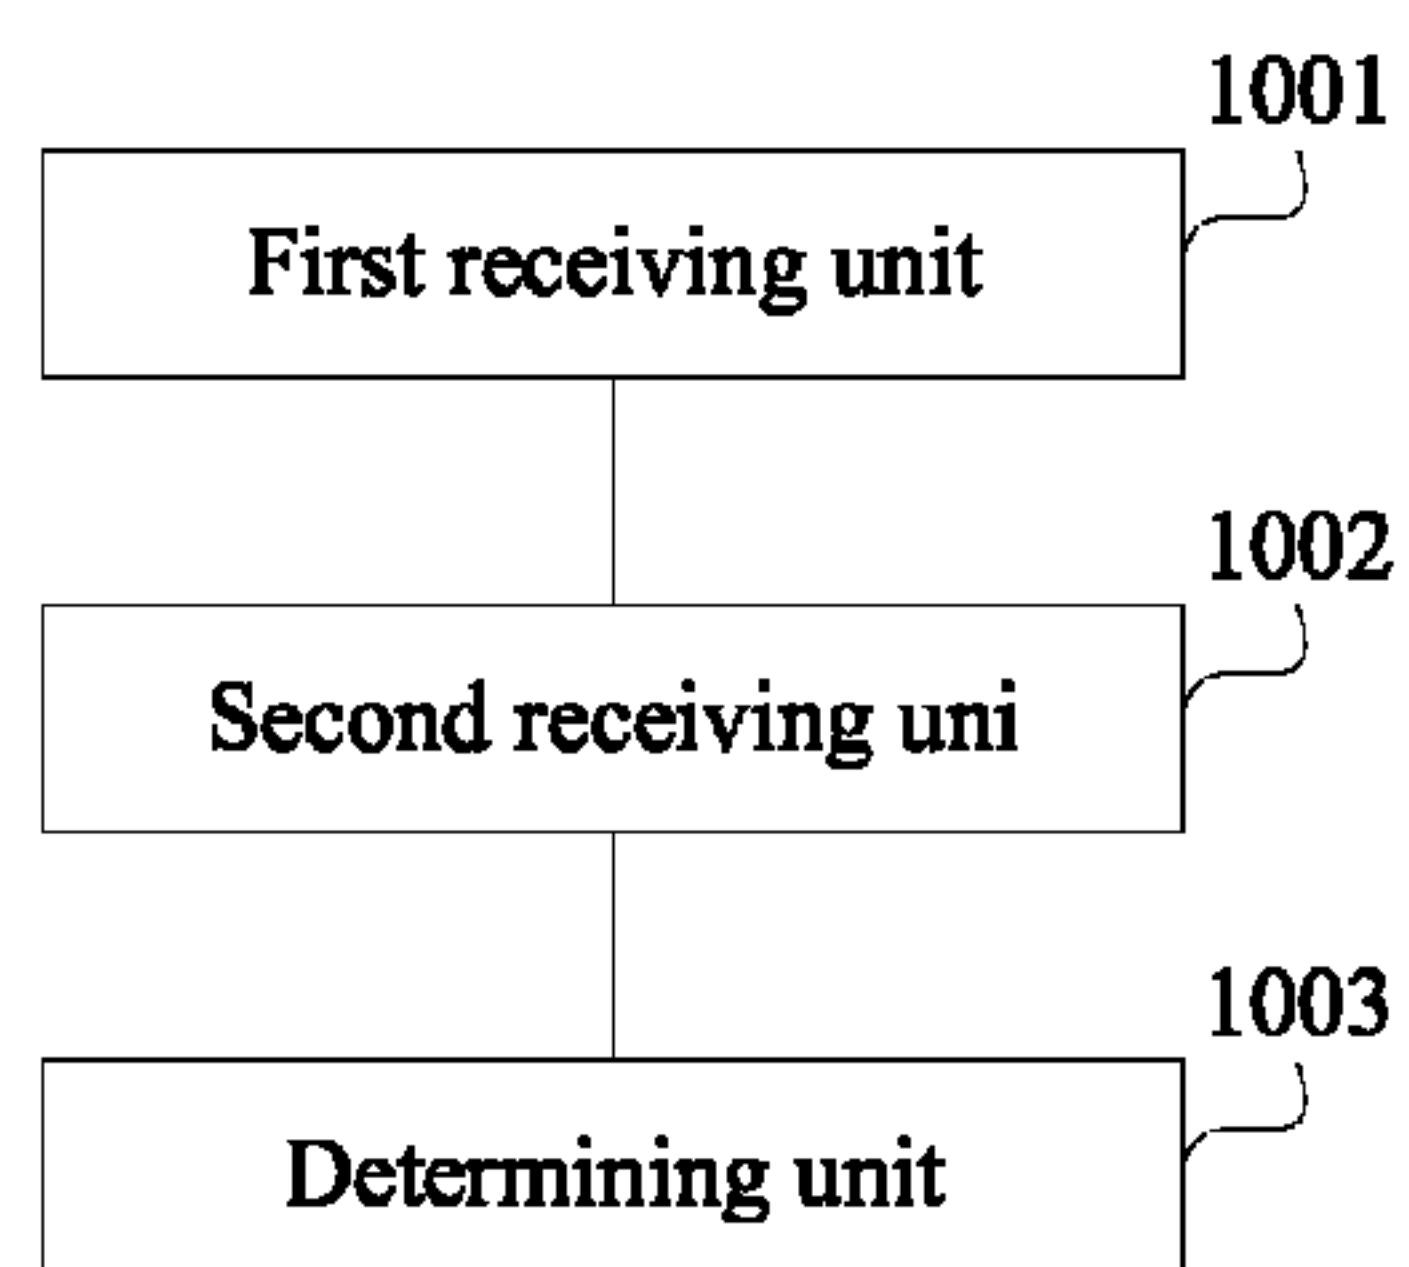 1001
First receiving unit
1002
Second receiving uni
1003
Determining unit